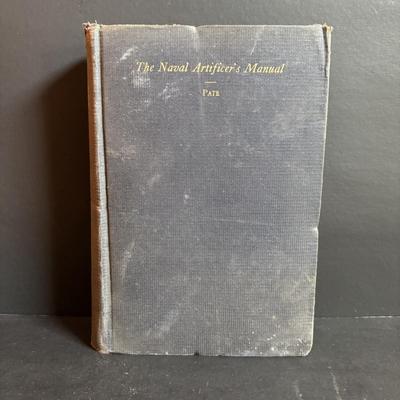 The Naval Artificer's Manual
Pate